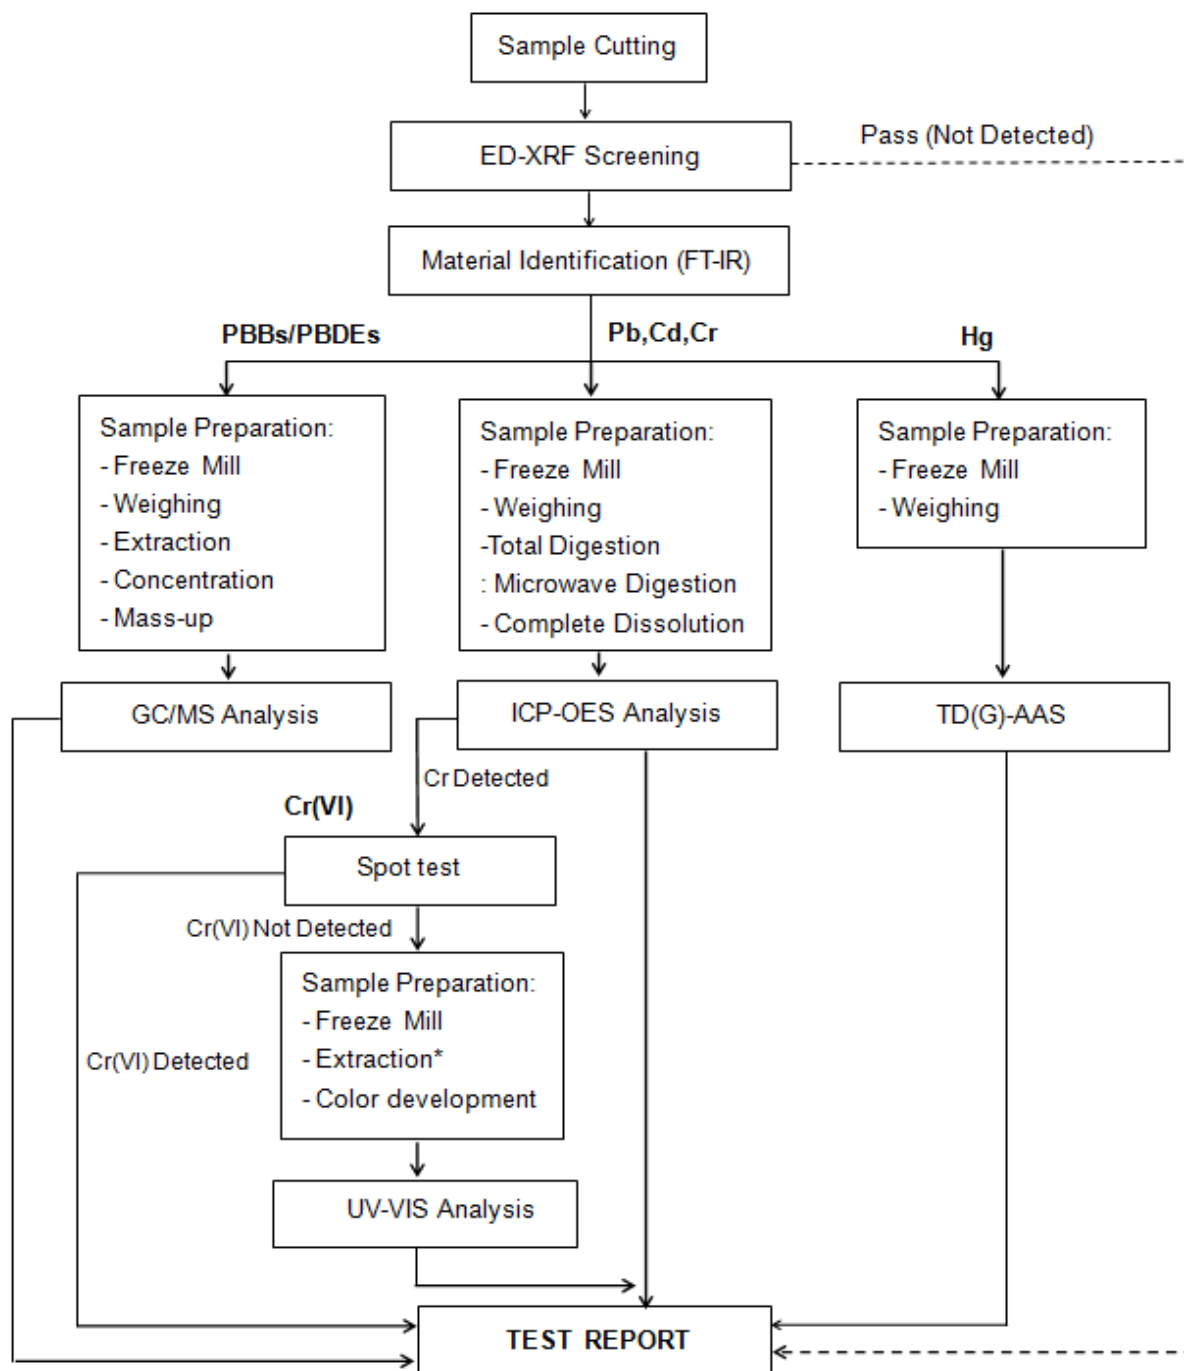 Sample Cutting
ED-XRF Screening
Pass (Not Detected)
Material Identification (FT-IR)
PBBs/PBDEs
Pb,Cd,Cr
Hg
Sample Preparation:
- Freeze Mill
- Weighing
- Extraction
- Concentration
- Mass-up
Sample Preparation:
- Freeze Mill
- Weighing
-Total Digestion
: Microwave Digestion
- Complete Dissolution
Sample Preparation:
- Freeze Mill
- Weighing
GC/MS Analysis
ICP-OES Analysis
TD(G)-AAS
Cr Detected
Cr(VI)
Spot test
Cr(VI) Not Detected
Sample Preparation:
- Freeze Mill
- Extraction*
- Color development
Cr(VI) Detected
UV-VIS Analysis
TEST REPORT